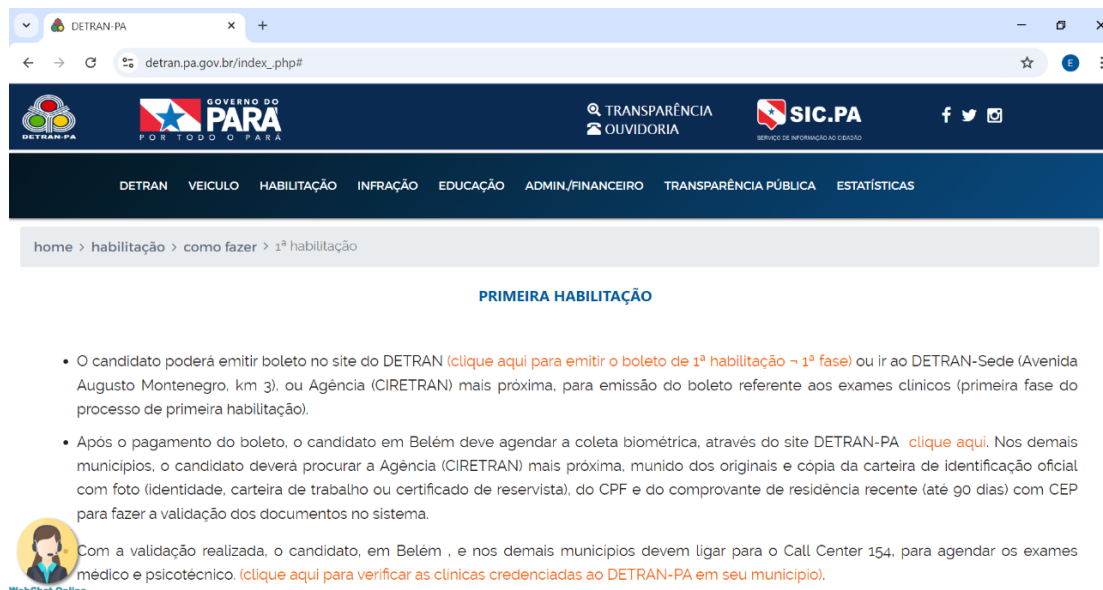 DETRAN-PA
detran.pa.gov.br/index_.php#
E
DETRAN-PA
GOVERNO DO
PARÁ
POR TODO O PARÁ
TRANSPARÊNCIA
OUVIDORIA
SIC.PA
SERVIÇO DE INFORMAÇÃO AO CIDADÃO
DETRAN VEICULO HABILITAÇÃO INFRAÇÃO EDUCAÇÃO ADMIN./FINANCEIRO TRANSPARÊNCIA PÚBLICA ESTATÍSTICAS
home > habilitação > como fazer > 1ª habilitação
PRIMEIRA HABILITAÇÃO
• O candidato poderá emitir boleto no site do DETRAN (clique aqui para emitir o boleto de 1ª habilitação ¬ 1ª fase) ou ir ao DETRAN-Sede (Avenida
Augusto Montenegro, km 3), ou Agência (CIRETRAN) mais próxima, para emissão do boleto referente aos exames clínicos (primeira fase do
processo de primeira habilitação).
• Após o pagamento do boleto, o candidato em Belém deve agendar a coleta biométrica, através do site DETRAN-PA clique aqui. Nos demais
municípios, o candidato deverá procurar a Agência (CIRETRAN) mais próxima, munido dos originais e cópia da carteira de identificação oficial
com foto (identidade, carteira de trabalho ou certificado de reservista), do CPF e do comprovante de residência recente (até 90 dias) com CEP
para fazer a validação dos documentos no sistema.
Com a validação realizada, o candidato, em Belém , e nos demais municípios devem ligar para o Call Center 154, para agendar os exames
médico e psicotécnico. (clique aqui para verificar as clínicas credenciadas ao DETRAN-PA em seu município).
WebChat Online